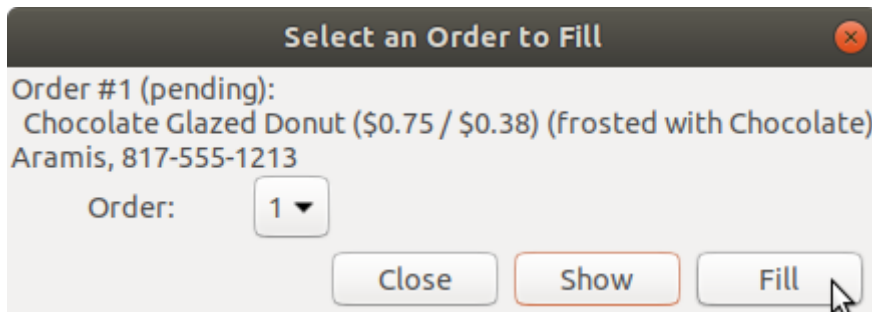 Select an Order to Fill
Order #1 (pending):
Chocolate Glazed Donut ($0.75 / $0.38) (frosted with Chocolate)
Aramis, 817-555-1213
Order: 1
Close Show Fill